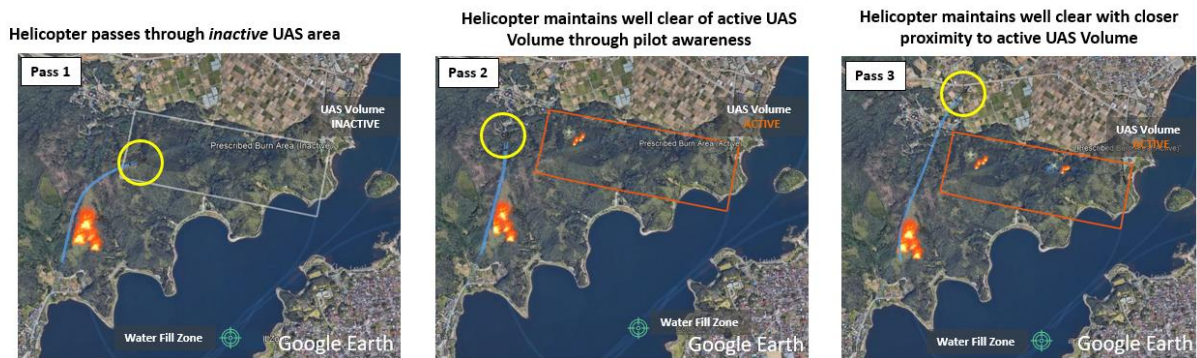 Helicopter passes through inactive UAS area
Pass 1
UAS Volume
INACTIVE
Prescribed Burn Area (Inactive)
Water Fill Zone
Google Earth
Helicopter maintains well clear of active UAS
Volume through pilot awareness
Pass 2
UAS Volume
ACTIVE
Prescribed Burn Area (Active)
Water Fill Zone
Google Earth
Helicopter maintains well clear with closer
proximity to active UAS Volume
Pass 3
UAS Volume
ACTIVE
Prescribed Area (Active)
Water Fill Zone
Google Earth